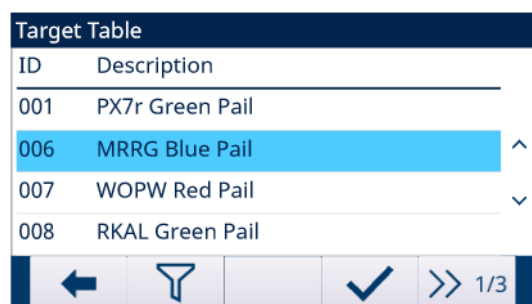 Target Table
ID Description
001 PX7r Green Pail
006 MRRG Blue Pail
007 WOPW Red Pail
008 RKAL Green Pail
1/3